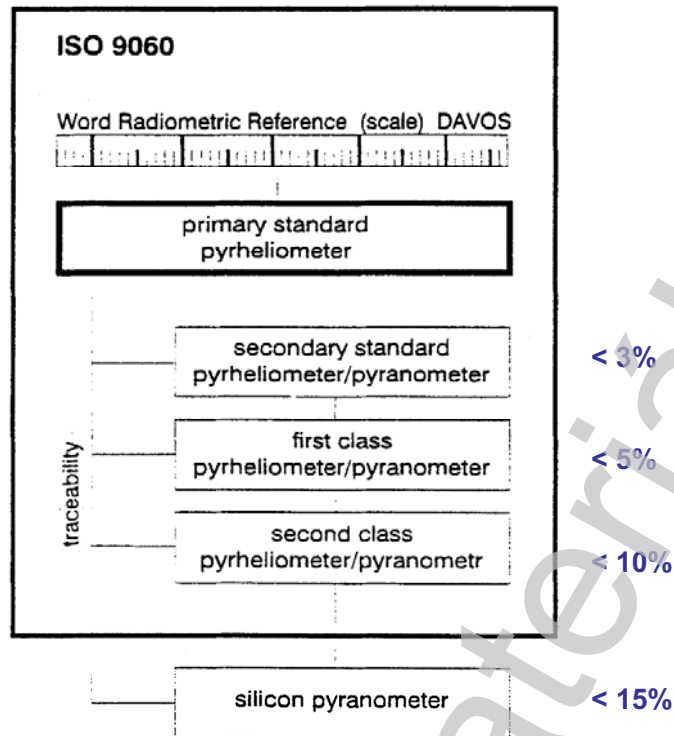 ISO 9060
Word Radiometric Reference (scale) DAVOS
primary standard
pyrheliometer
secondary standard
pyrheliometer/pyranometer
< 3%
first class
pyrheliometer/pyranometer
< 5%
second class
pyrheliometer/pyranometr
< 10%
traceability
silicon pyranometer
< 15%